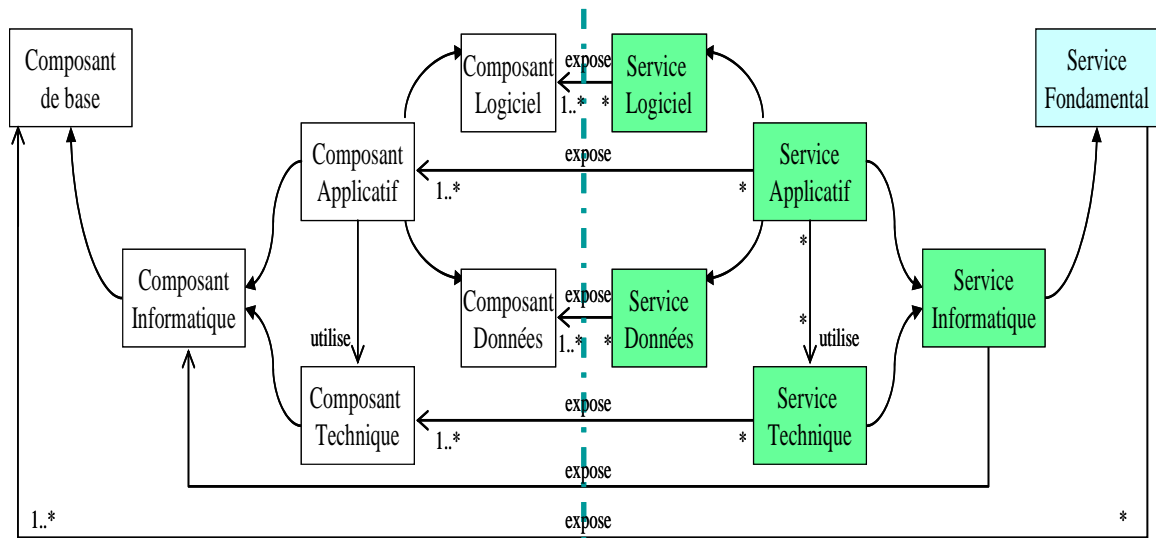 Composant
de base
Composant
Logiciel
expose
1..*
*
Service
Logiciel
Service
Fondamental
Composant
Applicatif
expose
1..*
*
Service
Applicatif
*
Composant
Informatique
Composant
Données
expose
1..*
*
Service
Données
Service
Informatique
utilise
*
utilise
Composant
Technique
expose
1..*
*
Service
Technique
expose
1..*
expose
*